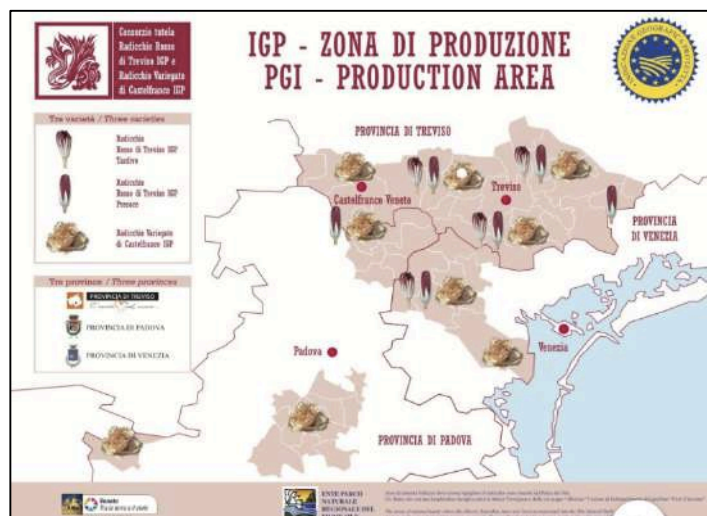 Consorzio tutela
Radicchio Rosso
di Treviso IGP e
Radicchio Variegato
di Castelfranco IGP
IGP - ZONA DI PRODUZIONE
PGI - PRODUCTION AREA
Tre varietà / Three varieties
Radicchio
Rosso di Treviso IGP
Tardivo
Radicchio
Rosso di Treviso IGP
Precoce
Radicchio Variegato
di Castelfranco IGP
Tre province / Three provinces
PROVINCIA DI TREVISO
PROVINCIA DI PADOVA
PROVINCIA DI VENEZIA
PROVINCIA DI TREVISO
Castelfranco Veneto
Treviso
PROVINCIA
DI VENEZIA
Padova
Venezia
PROVINCIA DI PADOVA
Veneto
ENTE PARCO
NATURALE
REGIONALE DEL